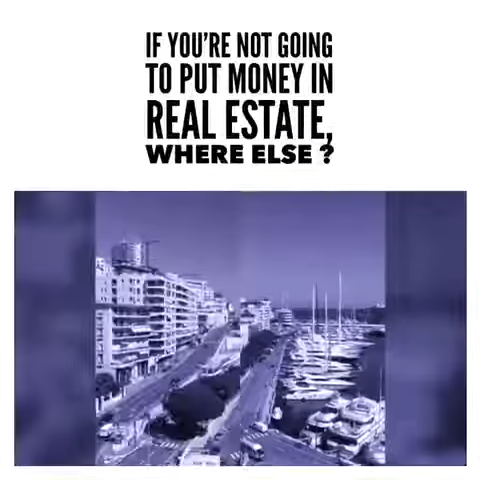 IF YOU'RE NOT GOING
TO PUT MONEY IN
REAL ESTATE,
WHERE ELSE ?